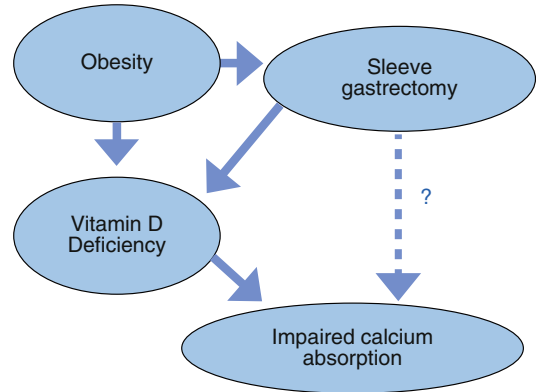 Obesity
Sleeve
gastrectomy
?
Vitamin D
Deficiency
Impaired calcium
absorption